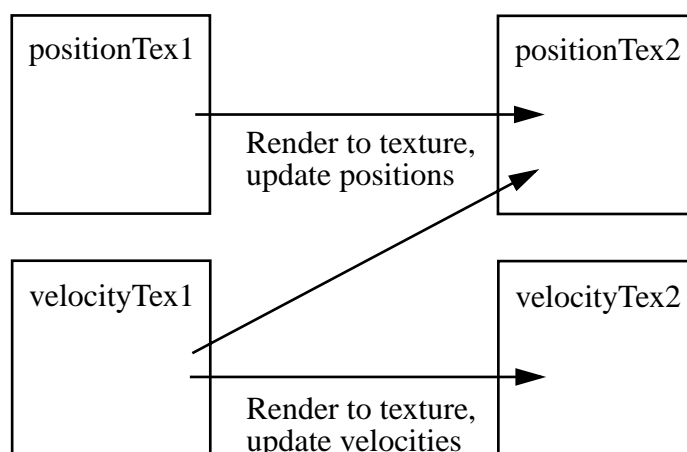 positionTex1
positionTex2
Render to texture,
update positions
velocityTex1
velocityTex2
Render to texture,
update velocities